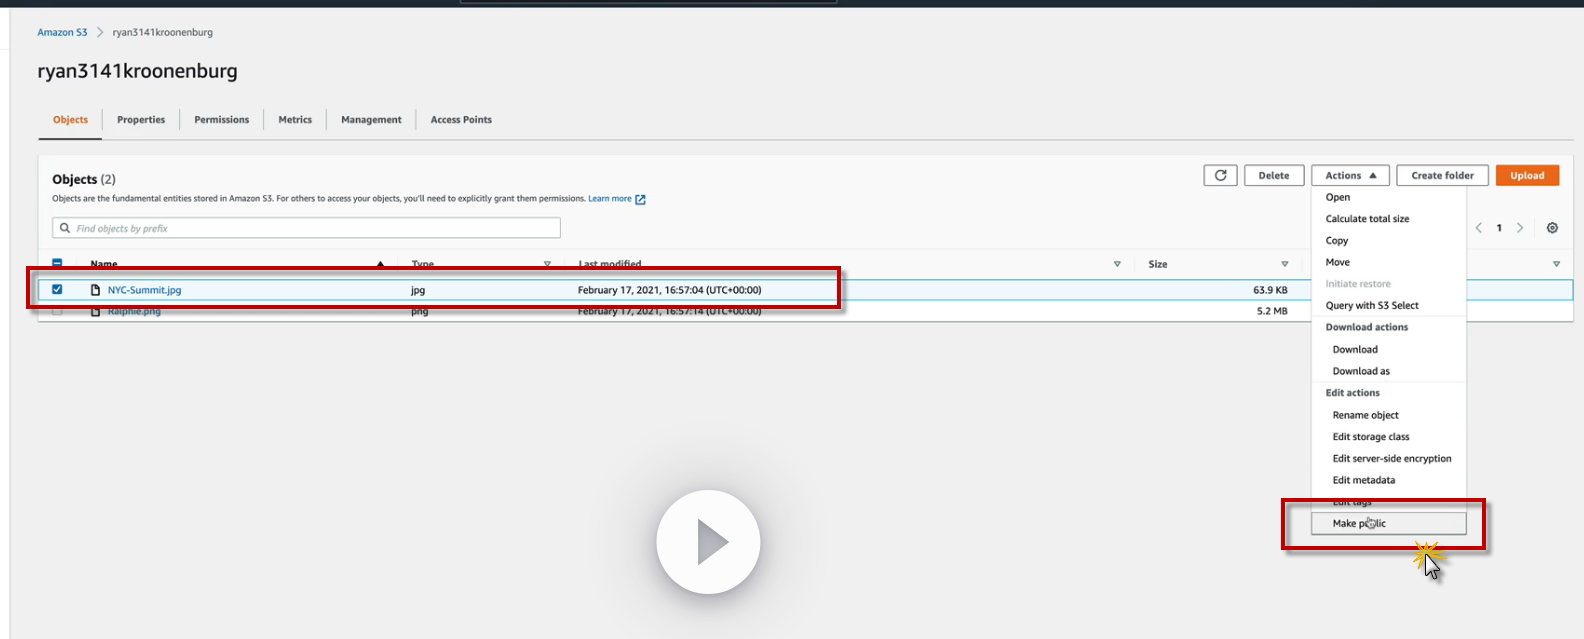 Amazon S3 > ryan3141kroonenburg
ryan3141kroonenburg
Objects Properties Permissions Metrics Management Access Points
Objects (2) Delete Actions Create folder Upload
Objects are the fundamental entities stored in Amazon S3. For others to access your objects, you'll need to explicitly grant them permissions. Learn more
Find objects by prefix 1
Name Type Last modified Size
NYC-Summit.jpg jpg February 17, 2021, 16:57:04 (UTC+00:00) 63.9 KB
Ralphie.png png February 17, 2021, 16:57:14 (UTC+00:00) 5.2 MB
Open
Calculate total size
Copy
Move
Initiate restore
Query with S3 Select
Download actions
Download
Download as
Edit actions
Rename object
Edit storage class
Edit server-side encryption
Edit metadata
Edit tags
Make public